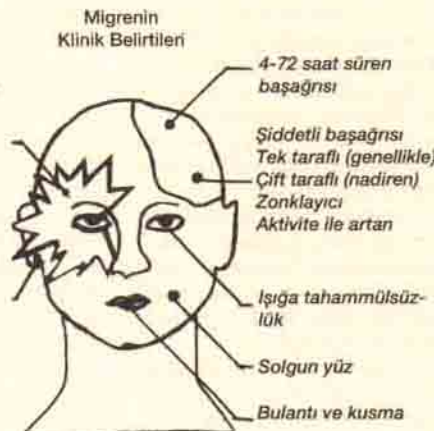 Migrenin
Klinik Belirtileri
4-72 saat süren
başağrısı
Şiddetli başağrısı
Tek taraflı (genellikle)
Çift taraflı (nadiren)
Zonklayıcı
Aktivite ile artan
Işığa tahammülsüz-
lük
Solgun yüz
Bulantı ve kusma